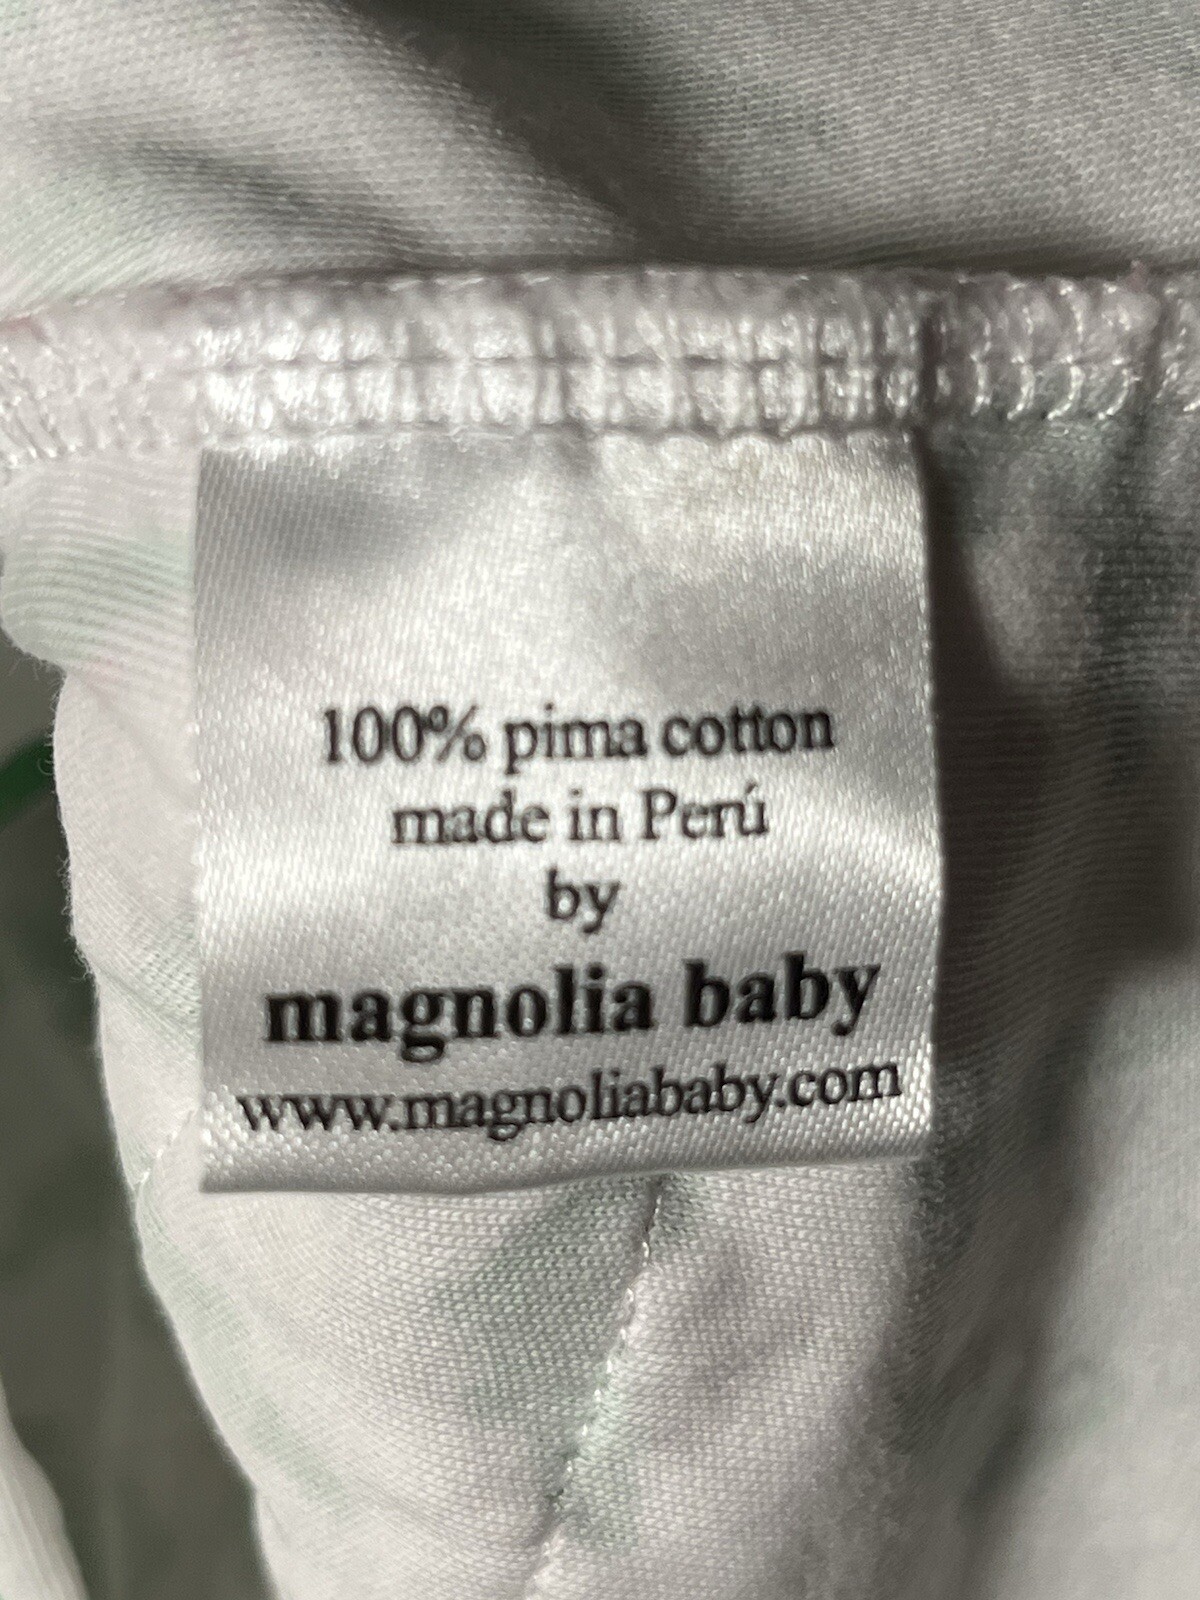 100% pima cotton
made in Perú
by
magnolia baby
www.magnoliababy.com